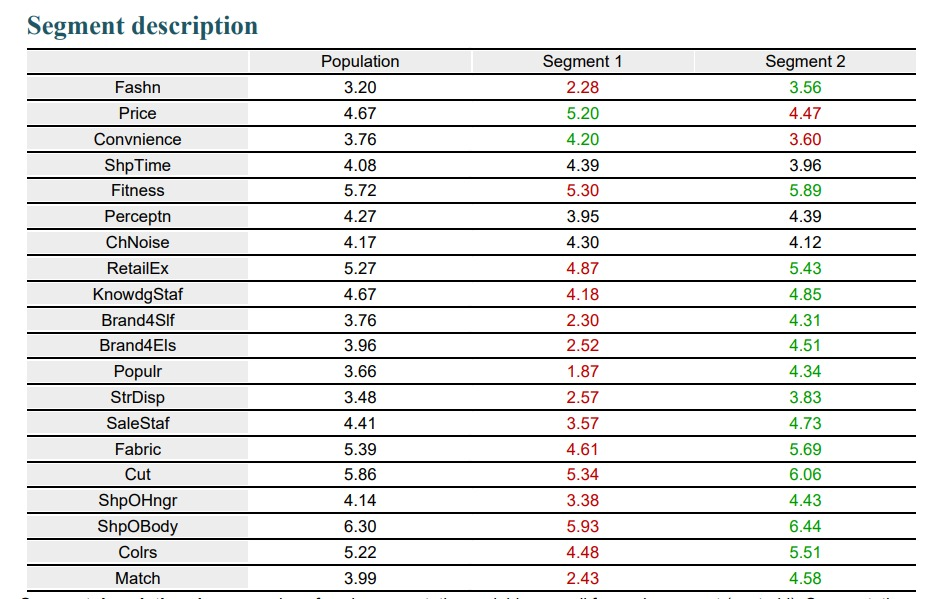 Segment description
Population Segment 1 Segment 2
Fashn 3.20 2.28 3.56
Price 4.67 5.20 4.47
Convnience 3.76 4.20 3.60
ShpTime 4.08 4.39 3.96
Fitness 5.72 5.30 5.89
Perceptn 4.27 3.95 4.39
ChNoise 4.17 4.30 4.12
RetailEx 5.27 4.87 5.43
KnowdgStaf 4.67 4.18 4.85
Brand4Slf 3.76 2.30 4.31
Brand4Els 3.96 2.52 4.51
Populr 3.66 1.87 4.34
StrDisp 3.48 2.57 3.83
SaleStaf 4.41 3.57 4.73
Fabric 5.39 4.61 5.69
Cut 5.86 5.34 6.06
ShpOHngr 4.14 3.38 4.43
ShpOBody 6.30 5.93 6.44
Colrs 5.22 4.48 5.51
Match 3.99 2.43 4.58